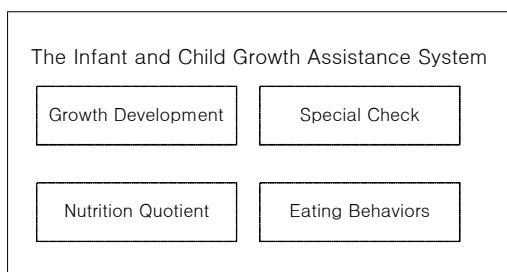 The Infant and Child Growth Assistance System
Growth Development
Special Check
Nutrition Quotient
Eating Behaviors